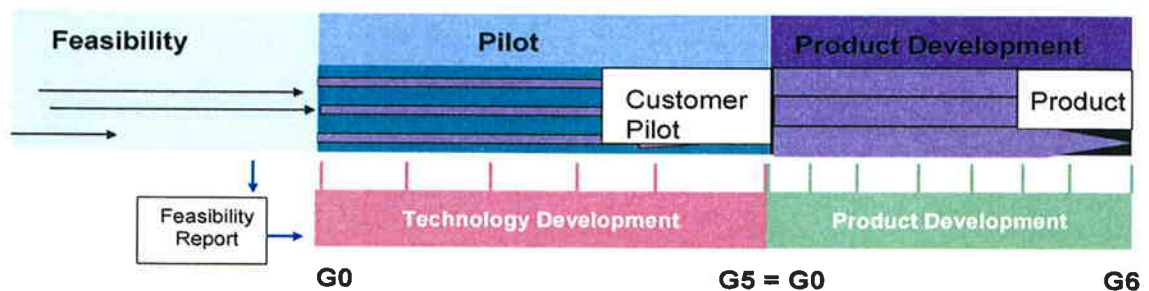 Feasibility
Pilot
Product Development
Customer
Pilot
Product
Feasibility
Report
Technology Development
Product Development
G0
G5 = G0
G6